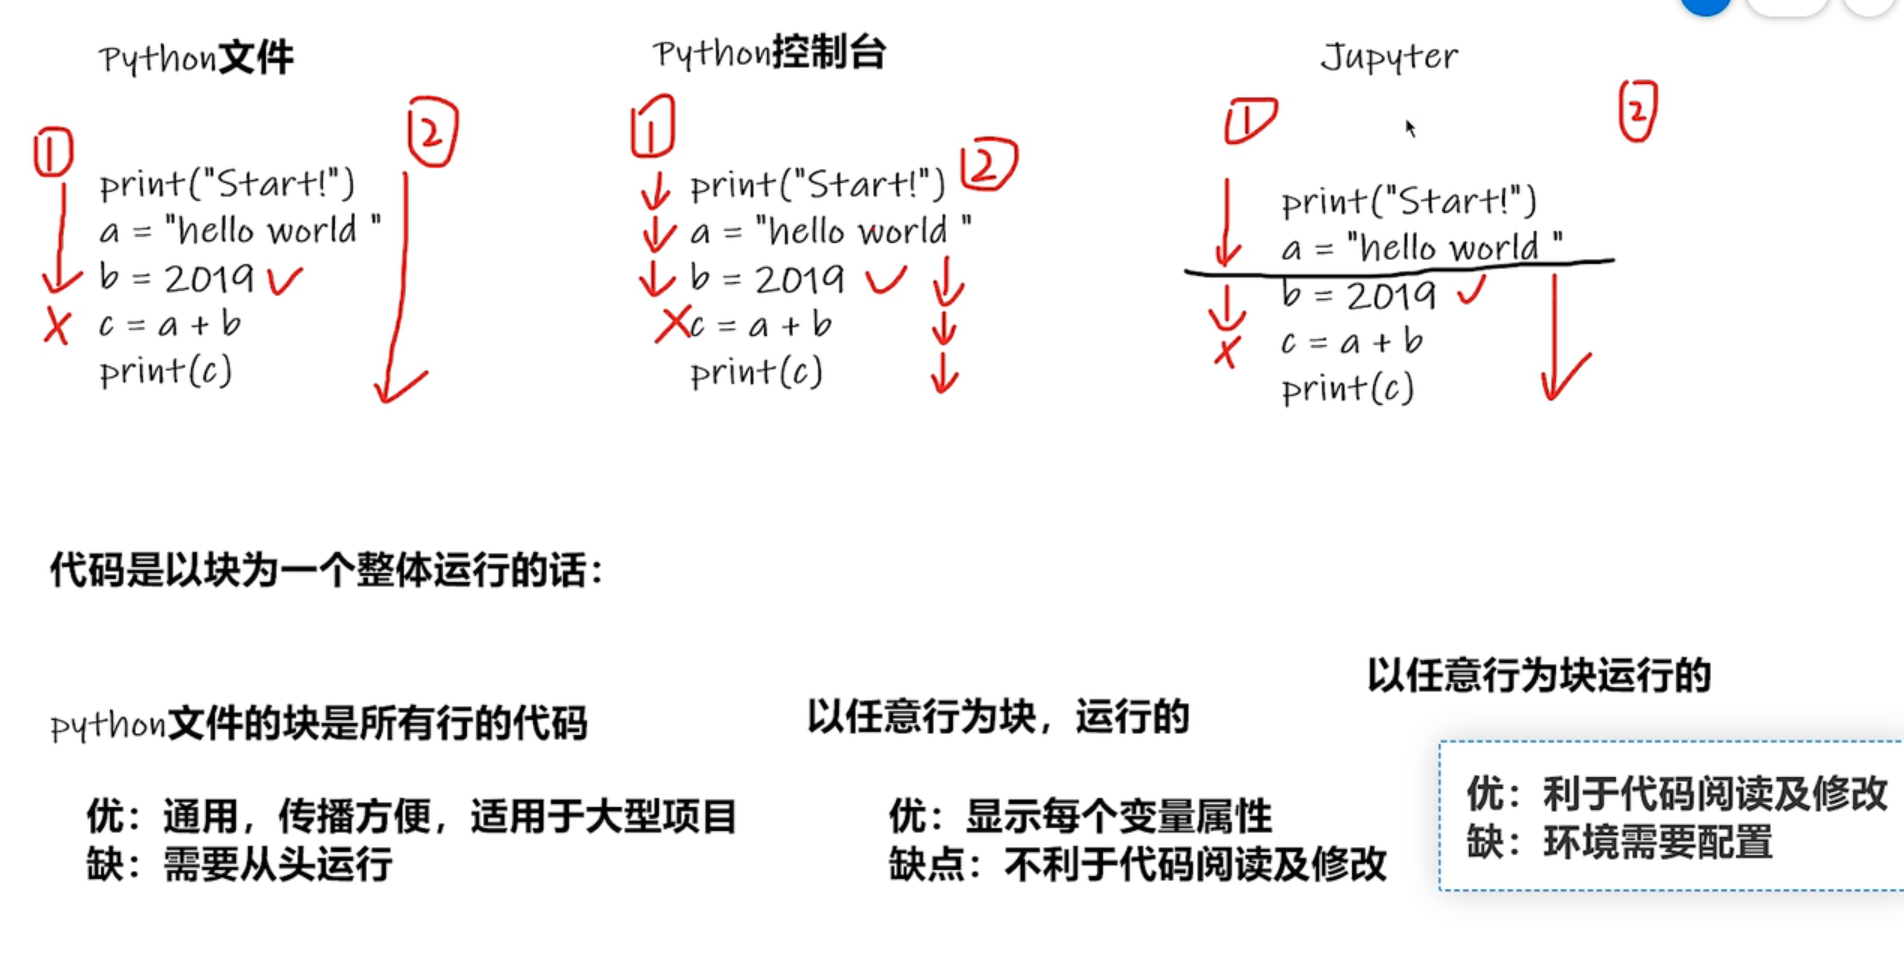 Python文件
①
②
print("Start!")
a = "hello world "
b = 2019
c = a + b
print(c)
Python控制台
①
②
print("Start!")
a = "hello world "
b = 2019
c = a + b
print(c)
Jupyter
①
②
print("Start!")
a = "hello world "
b = 2019
c = a + b
print(c)
代码是以块为一个整体运行的话：
python文件的块是所有行的代码
优：通用，传播方便，适用于大型项目
缺：需要从头运行
以任意行为块，运行的
优：显示每个变量属性
缺点：不利于代码阅读及修改
以任意行为块运行的
优：利于代码阅读及修改
缺：环境需要配置